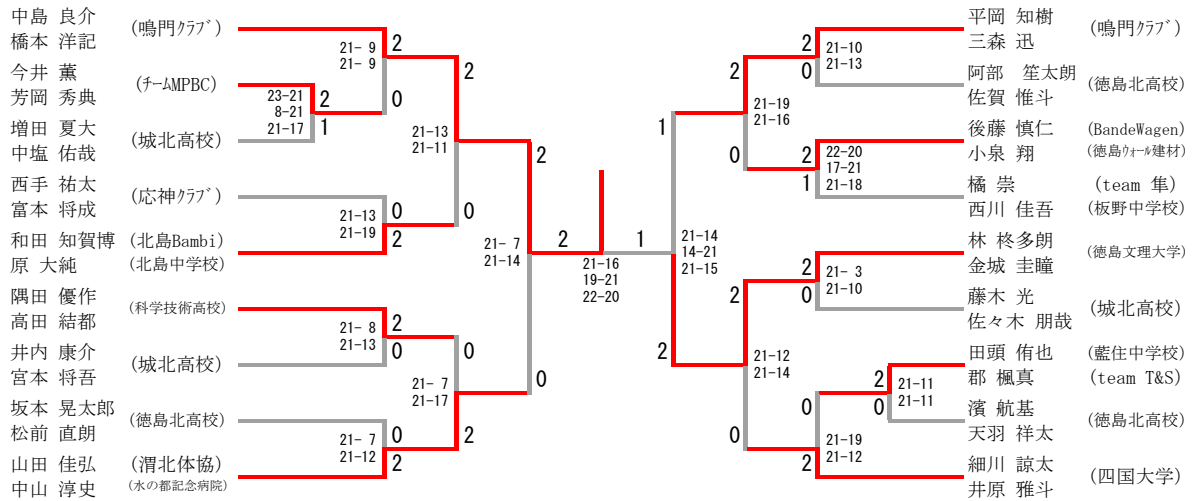 中島 良介
橋本 洋記
(鳴門ｸﾗﾌﾞ)
今井 薫
芳岡 秀典
(ﾁｰﾑMPBC)
増田 夏大
中塩 佑哉
(城北高校)
西手 祐太
富本 将成
(応神ｸﾗﾌﾞ)
和田 知賀博 (北島Bambi)
原 大純 (北島中学校)
隅田 優作
高田 結都
(科学技術高校)
井内 康介
宮本 将吾
(城北高校)
坂本 晃太郎
松前 直朗
(徳島北高校)
山田 佳弘 (渭北体協)
中山 淳史 (水の都記念病院)
23-21
8-21
21-17
2
1
21- 9
21- 9
2
0
21-13
21-19
0
2
21- 8
21-13
2
0
21- 7
21-12
0
2
21-13
21-11
2
0
21- 7
21-17
0
2
21- 7
21-14
2
0
2
1
21-16
19-21
22-20
21-14
14-21
21-15
1
2
21-19
21-16
2
0
21-12
21-14
2
0
21-10
21-13
2
0
22-20
17-21
21-18
2
1
21- 3
21-10
2
0
21-19
21-12
0
2
21-11
21-11
2
0
平岡 知樹
三森 迅
(鳴門ｸﾗﾌﾞ)
阿部 笙太朗
佐賀 惟斗
(徳島北高校)
後藤 慎仁 (BandeWagen)
小泉 翔 (徳島ｳｫｰﾙ建材)
橘 崇 (team 隼)
西川 佳吾 (板野中学校)
林 柊多朗
金城 圭瞳
(徳島文理大学)
藤木 光
佐々木 朋哉
(城北高校)
田頭 侑也 (藍住中学校)
郡 楓真 (team T&S)
濱 航基
天羽 祥太
(徳島北高校)
細川 諒太
井原 雅斗
(四国大学)